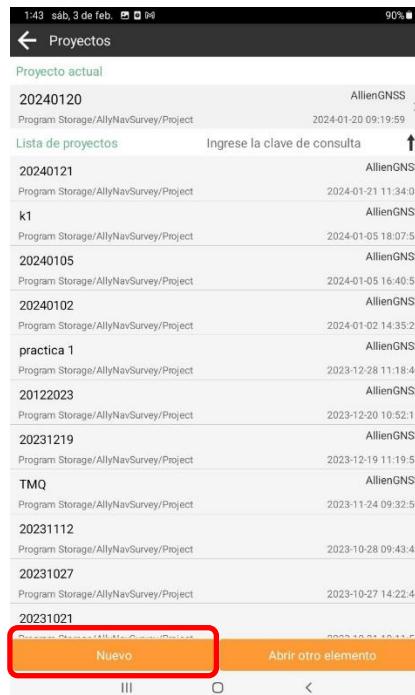 1:43 sáb, 3 de feb. 90%
Proyectos
Proyecto actual
20240120 AllienGNSS
Program Storage/AllyNavSurvey/Project 2024-01-20 09:19:59
Lista de proyectos Ingrese la clave de consulta
20240121 AllienGNS
Program Storage/AllyNavSurvey/Project 2024-01-21 11:34:0
k1 AllienGNS
Program Storage/AllyNavSurvey/Project 2024-01-05 18:07:5
20240105 AllienGNS
Program Storage/AllyNavSurvey/Project 2024-01-05 16:40:5
20240102 AllienGNS
Program Storage/AllyNavSurvey/Project 2024-01-02 14:35:2
practica 1 AllienGNS
Program Storage/AllyNavSurvey/Project 2023-12-28 11:18:4
20122023 AllienGNS
Program Storage/AllyNavSurvey/Project 2023-12-20 10:52:1
20231219 AllienGNS
Program Storage/AllyNavSurvey/Project 2023-12-19 11:19:5
TMQ AllienGNS
Program Storage/AllyNavSurvey/Project 2023-11-24 09:32:5
20231112
Program Storage/AllyNavSurvey/Project 2023-10-28 09:43:4
20231027
Program Storage/AllyNavSurvey/Project 2023-10-27 14:22:4
20231021
Nuevo Abrir otro elemento